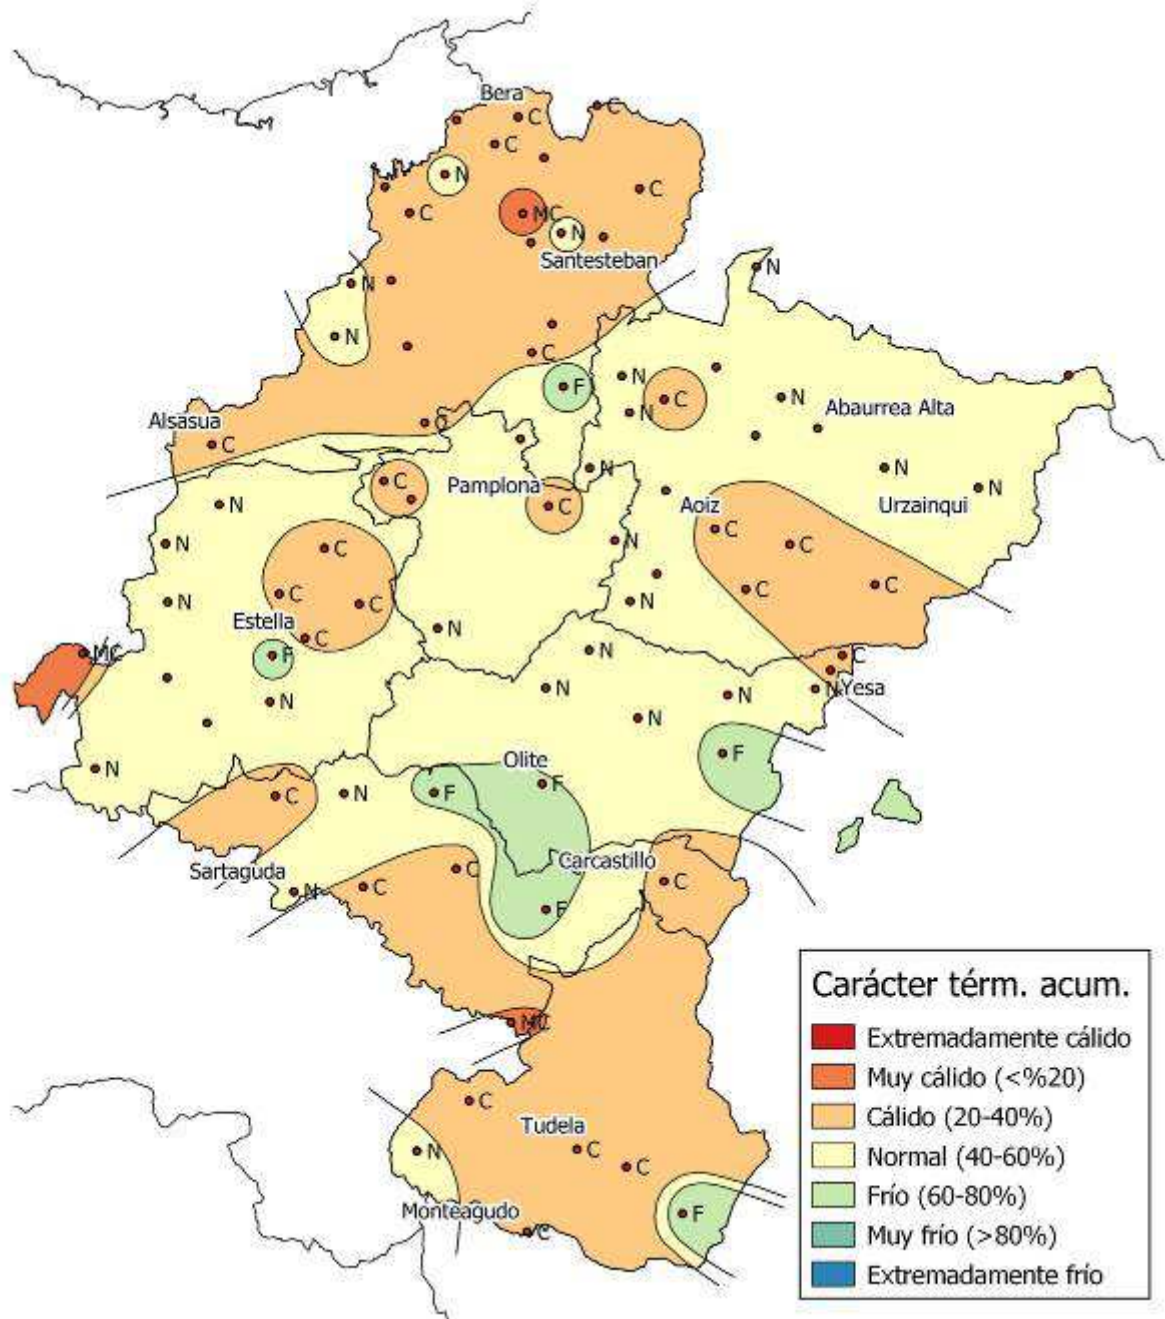 Bera
C
C
C
N
C
C
MC
N
Santesteban
N
N
N
C
N
F
N
C
N
Abaurrea Alta
Alsasua
C
C
N
N
Pamplona
C
C
N
N
Aoiz
Urzainqui
C
N
C
N
C
N
C
C
C
N
C
N
Estella
C
N
MC
F
N
C
N
N
N
Yesa
N
N
N
F
Olite
F
C
N
F
Carcastillo
Sartaguda
C
C
N
C
F
MC
C
Tudela
N
C
C
Monteagudo
F
C
Carácter térm. acum.
Extremadamente cálido
Muy cálido (<%20)
Cálido (20-40%)
Normal (40-60%)
Frío (60-80%)
Muy frío (>80%)
Extremadamente frío